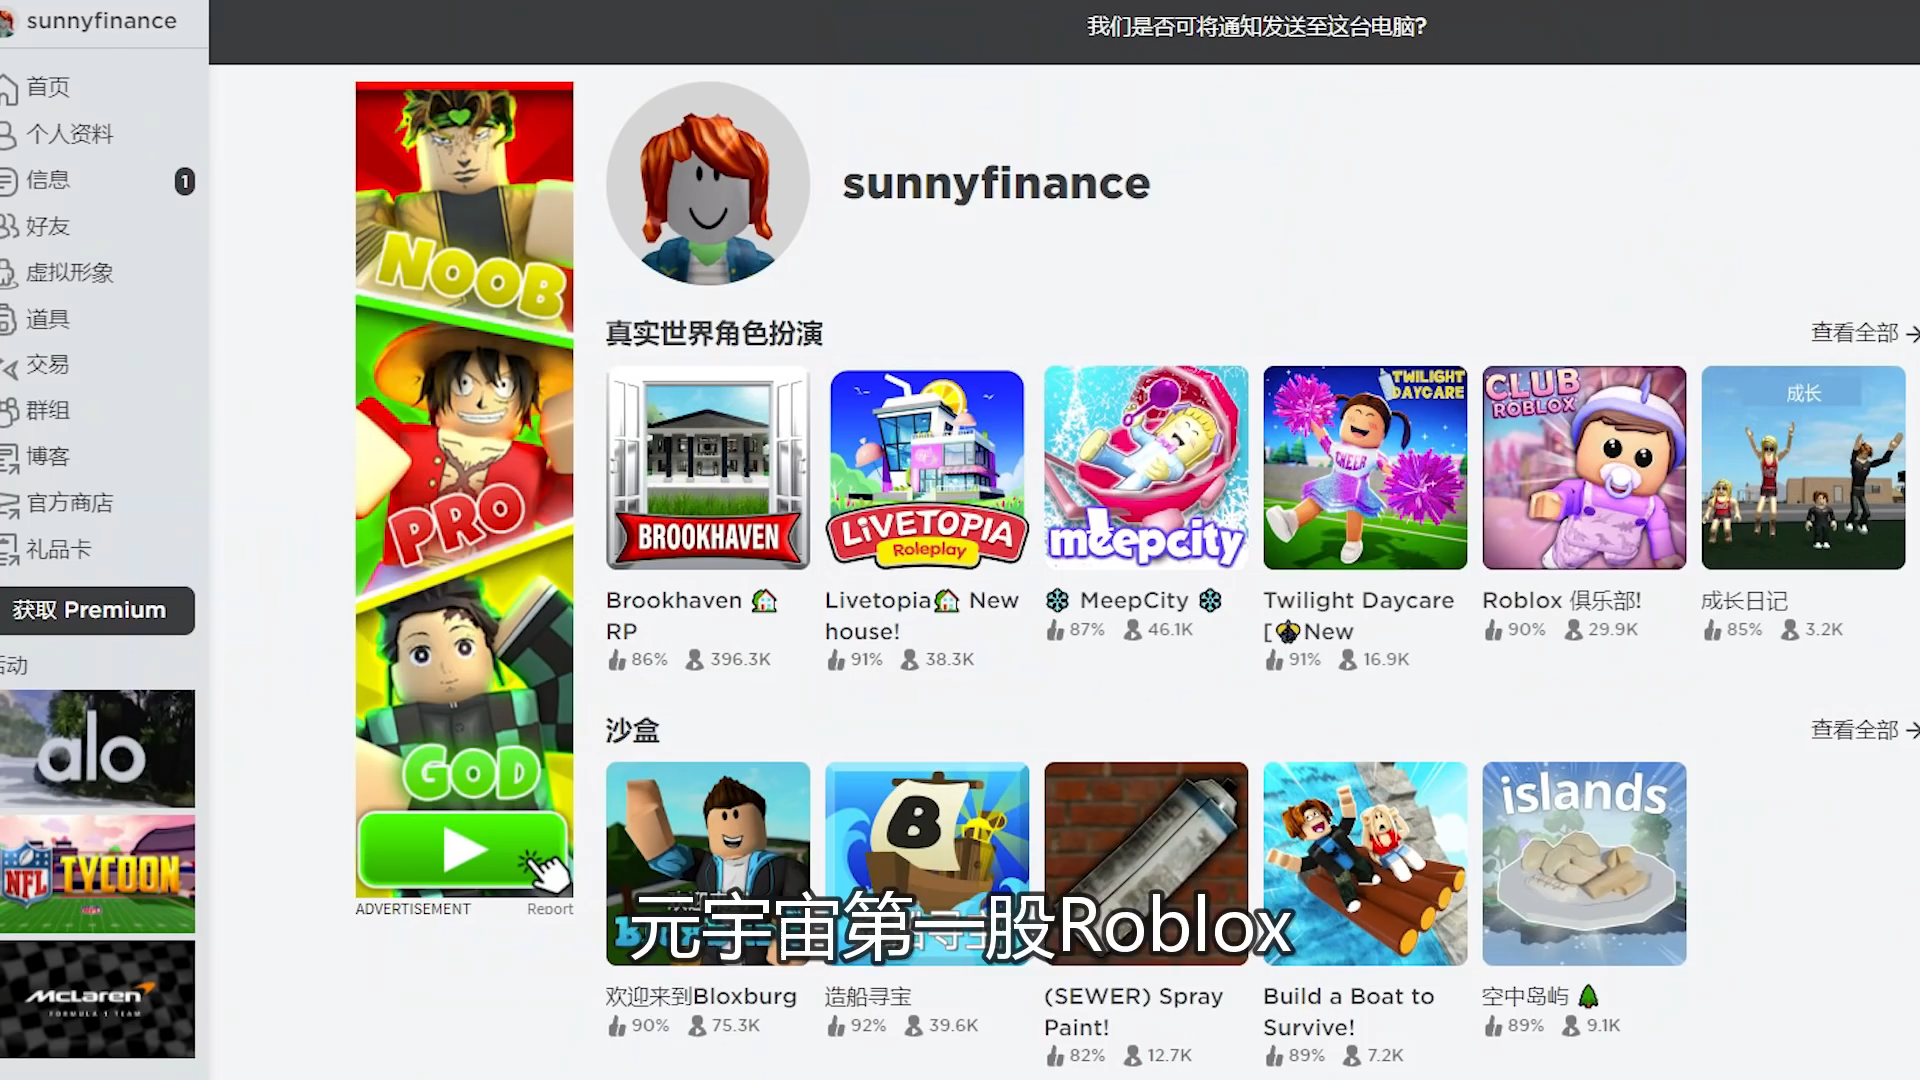 sunnyfinance
我们是否可将通知发送至这台电脑?
首页
个人资料
信息
1
好友
虚拟形象
道具
交易
群组
博客
官方商店
礼品卡
获取 Premium
活动
alo
NFL TYCOON
McLaren
FORMULA 1 TEAM
NOOB
PRO
GOD
ADVERTISEMENT
Report
sunnyfinance
真实世界角色扮演
查看全部
BROOKHAVEN
LIVETOPIA
Roleplay
meepcity
TWILIGHT
DAYCARE
CHEER
CLUB
ROBLOX
成长
Brookhaven
RP
86% 396.3K
Livetopia New
house!
91% 38.3K
MeepCity
87% 46.1K
Twilight Daycare
[ New
91% 16.9K
Roblox 俱乐部!
90% 29.9K
成长日记
85% 3.2K
沙盒
查看全部
B
islands
元宇宙第一股Roblox
欢迎来到Bloxburg
90% 75.3K
造船寻宝
92% 39.6K
(SEWER) Spray
Paint!
82% 12.7K
Build a Boat to
Survive!
89% 7.2K
空中岛屿
89% 9.1K